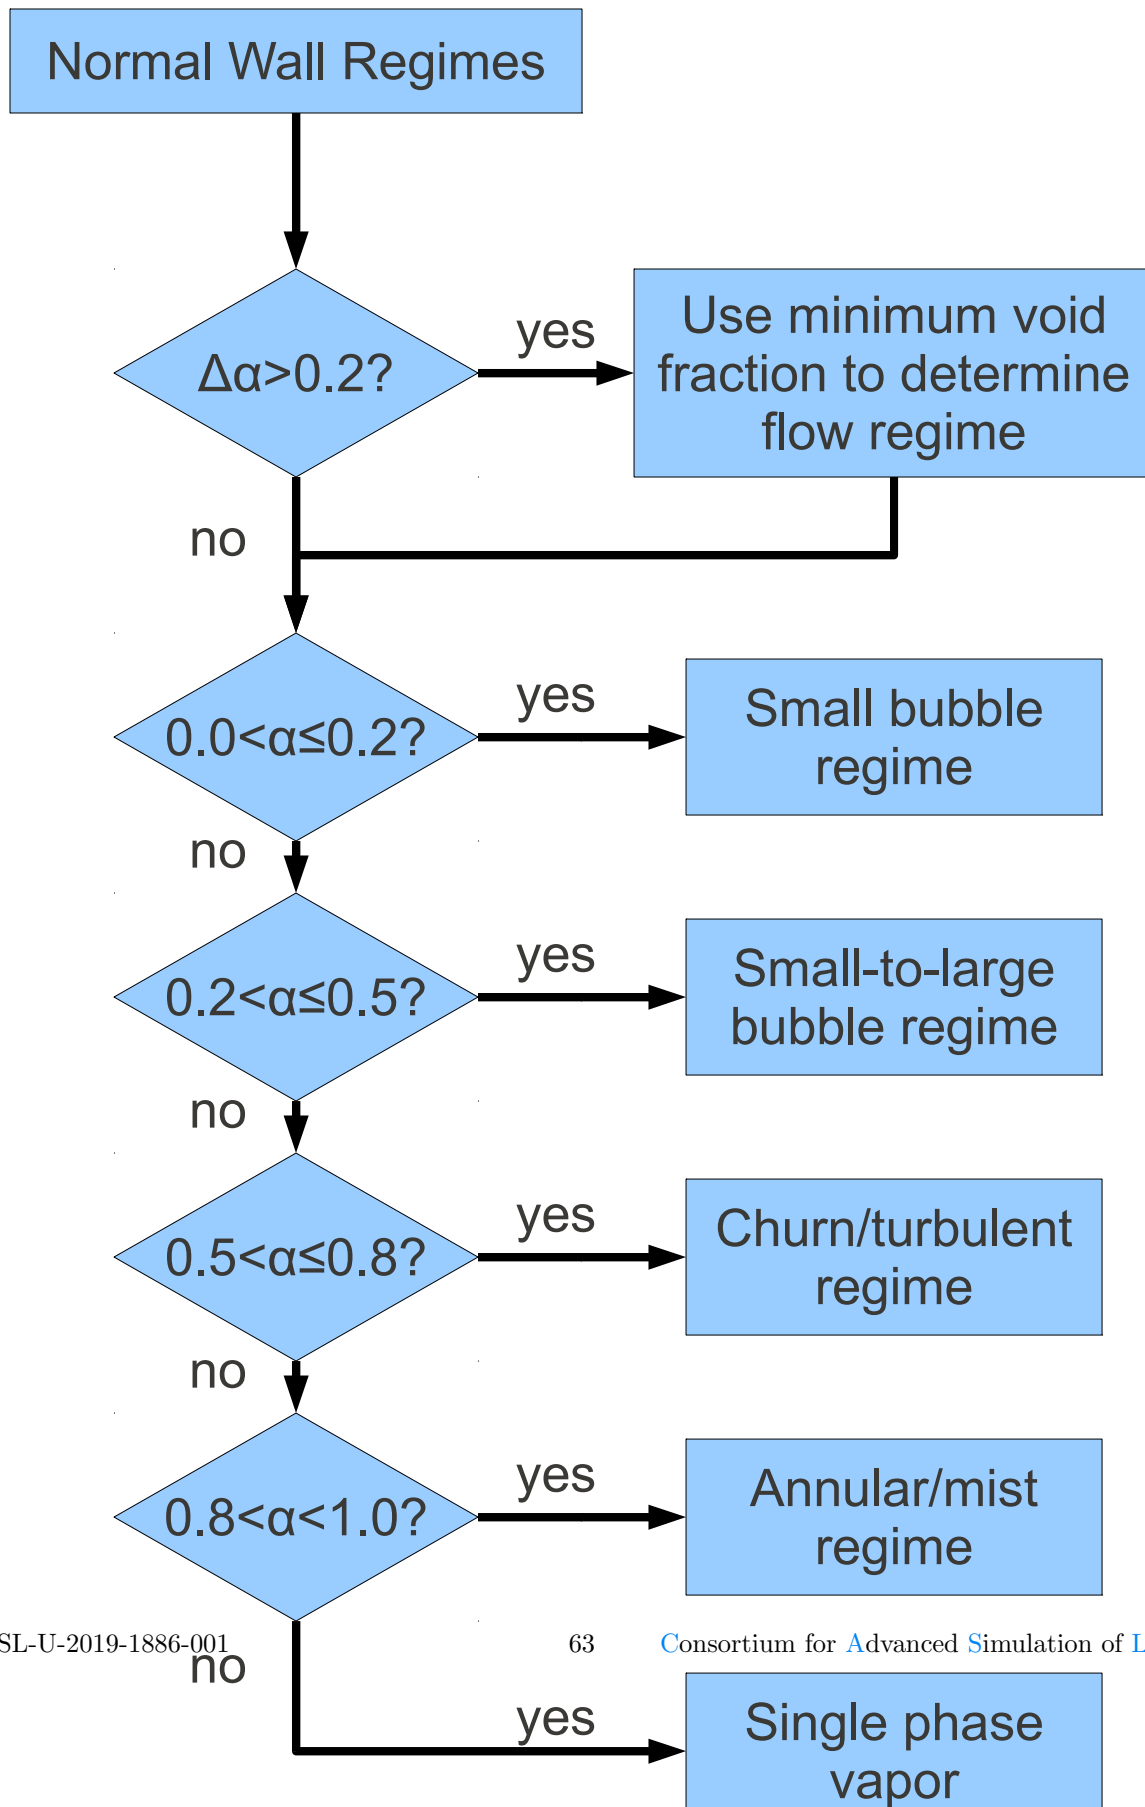 Normal Wall Regimes
Δα>0.2?
yes
Use minimum void
fraction to determine
flow regime
no
0.0<α≤0.2?
yes
Small bubble
regime
no
0.2<α≤0.5?
yes
Small-to-large
bubble regime
no
0.5<α≤0.8?
yes
Churn/turbulent
regime
no
0.8<α<1.0?
yes
Annular/mist
regime
SL-U-2019-1886-001
63
Consortium for Advanced Simulation of L
no
yes
Single phase
vapor